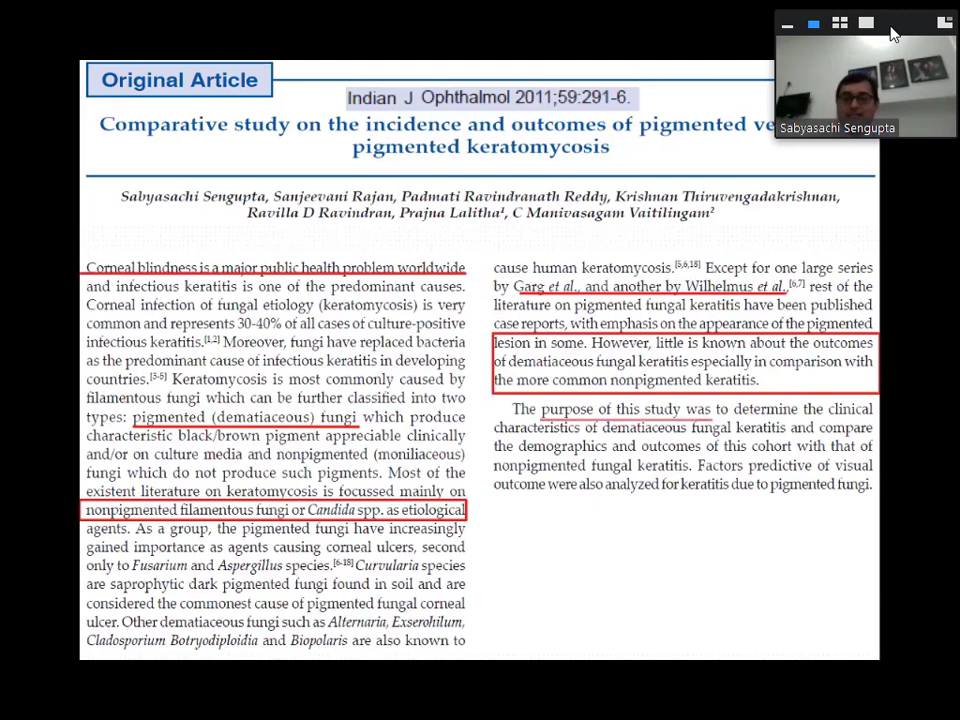 Original Article
Indian J Ophthalmol 2011;59:291-6.
Comparative study on the incidence and outcomes of pigmented ve
pigmented keratomycosis
Sabyasachi Sengupta
Sabyasachi Sengupta, Sanjeevani Rajan, Padmati Ravindranath Reddy, Krishnan Thiruvengadakrishnan,
Ravilla D Ravindran, Prajna Lalitha¹, C Manivasagam Vaitilingam²
Corneal blindness is a major public health problem worldwide
and infectious keratitis is one of the predominant causes.
Corneal infection of fungal etiology (keratomycosis) is very
common and represents 30-40% of all cases of culture-positive
infectious keratitis.[1,2] Moreover, fungi have replaced bacteria
as the predominant cause of infectious keratitis in developing
countries.[3-5] Keratomycosis is most commonly caused by
filamentous fungi which can be further classified into two
types: pigmented (dematiaceous) fungi which produce
characteristic black/brown pigment appreciable clinically
and/or on culture media and nonpigmented (moniliaceous)
fungi which do not produce such pigments. Most of the
existent literature on keratomycosis is focussed mainly on
nonpigmented filamentous fungi or Candida spp. as etiological
agents. As a group, the pigmented fungi have increasingly
gained importance as agents causing corneal ulcers, second
only to Fusarium and Aspergillus species.[6-18] Curvularia species
are saprophytic dark pigmented fungi found in soil and are
considered the commonest cause of pigmented fungal corneal
ulcer. Other dematiaceous fungi such as Alternaria, Exserohilum,
Cladosporium Botryodiploidia and Biopolaris are also known to
cause human keratomycosis.[5,6,18] Except for one large series
by Garg et al., and another by Wilhelmus et al.,[6,7] rest of the
literature on pigmented fungal keratitis have been published
case reports, with emphasis on the appearance of the pigmented
lesion in some. However, little is known about the outcomes
of dematiaceous fungal keratitis especially in comparison with
the more common nonpigmented keratitis.
The purpose of this study was to determine the clinical
characteristics of dematiaceous fungal keratitis and compare
the demographics and outcomes of this cohort with that of
nonpigmented fungal keratitis. Factors predictive of visual
outcome were also analyzed for keratitis due to pigmented fungi.